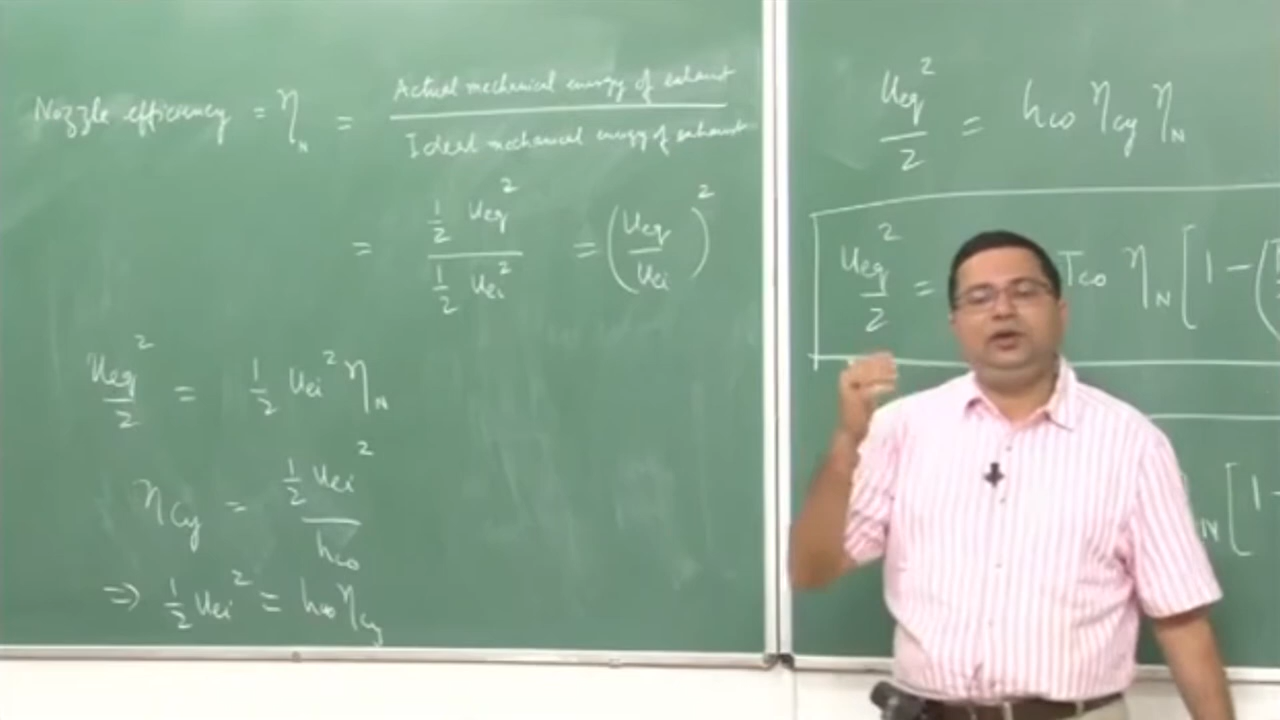 Nozzle efficiency = η_N = Actual mechanical energy of exhaust / Ideal mechanical energy of exhaust
= ½ u_eq² / ½ u_ei² = (u_eq / u_ei)²
u_eq² / 2 = ½ u_ei² η_N
η_cy = ½ u_ei² / h_co
⇒ ½ u_ei² = h_co η_cy
u_eq² / 2 = h_co η_cy η_N
u_eq² / 2 = T_co η_N [1 - (
N [1 -